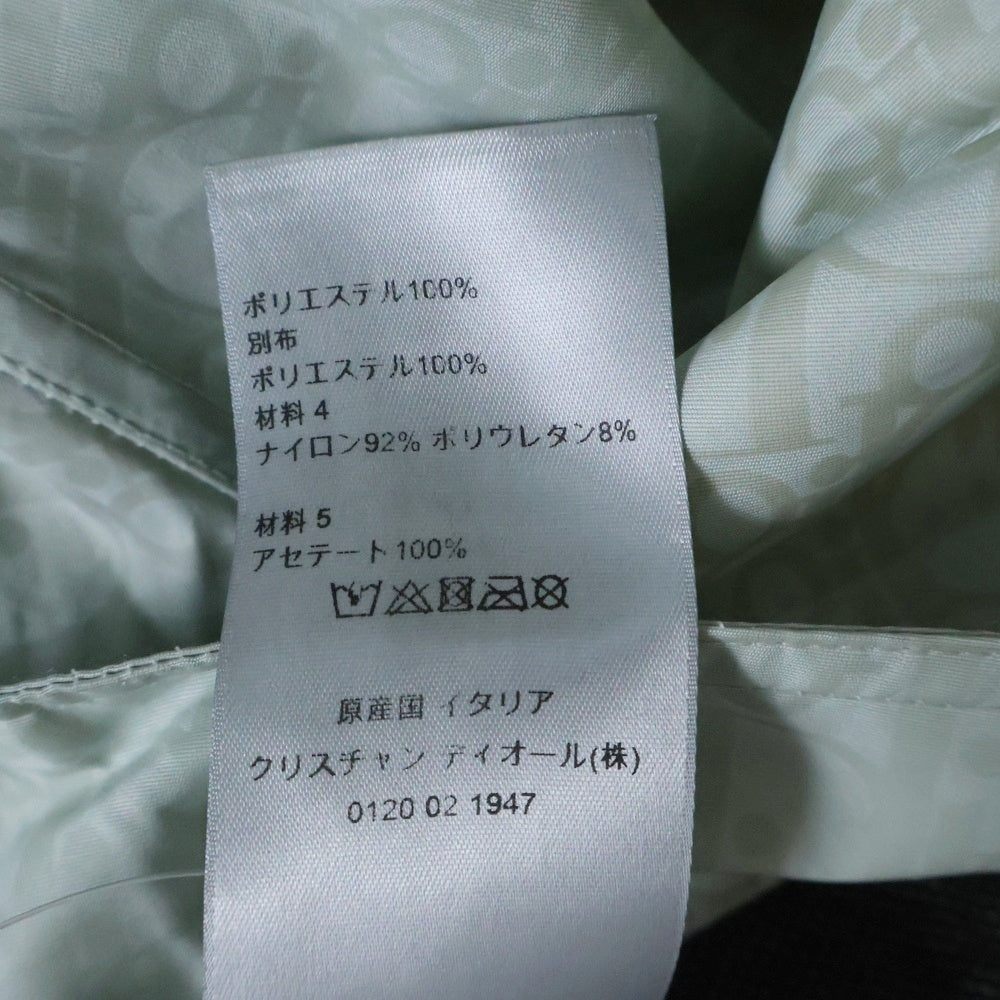 ポリエステル100%
別布
ポリエステル100%
材料 4
ナイロン92% ポリウレタン8%
材料 5
アセテート100%
原産国 イタリア
クリスチャン ディオール(株)
0120 02 1947